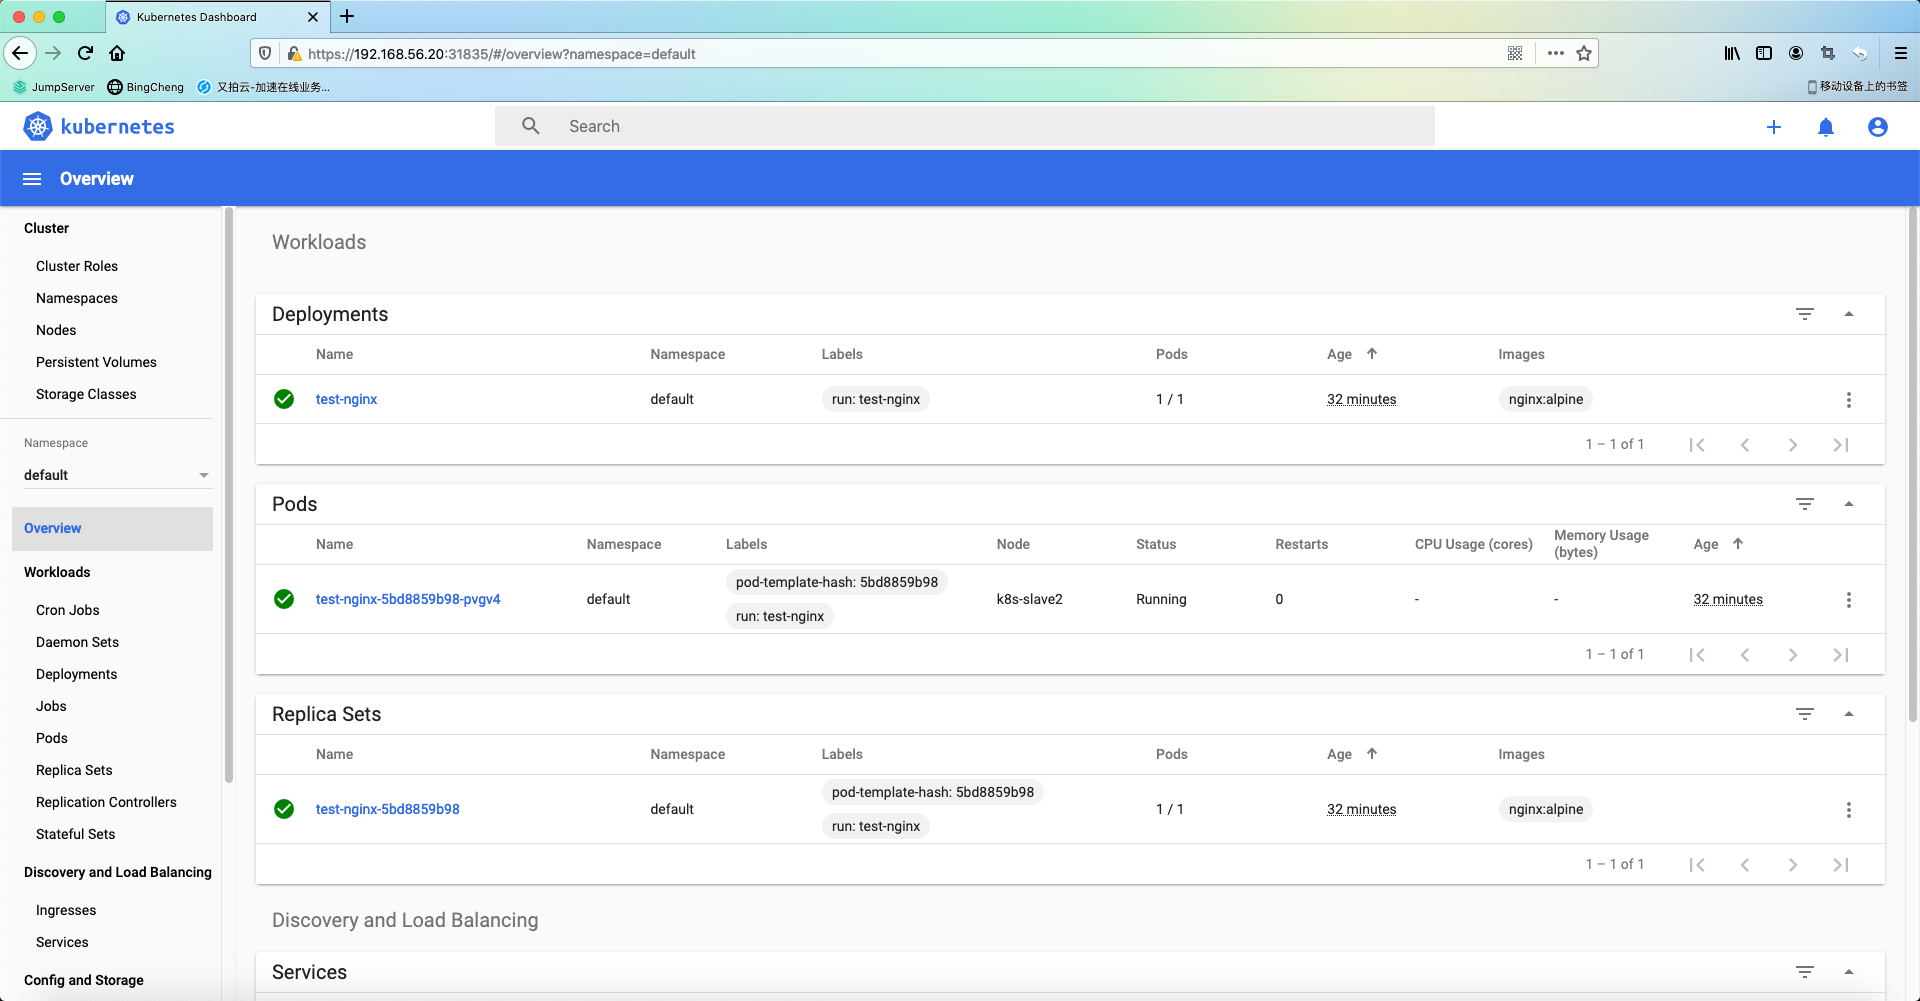 Kubernetes Dashboard
https://192.168.56.20:31835/#/overview?namespace=default
JumpServer BingCheng 又拍云-加速在线业务... 移动设备上的书签
kubernetes Search
Overview
Cluster
Cluster Roles
Namespaces
Nodes
Persistent Volumes
Storage Classes
Namespace
default
Overview
Workloads
Cron Jobs
Daemon Sets
Deployments
Jobs
Pods
Replica Sets
Replication Controllers
Stateful Sets
Discovery and Load Balancing
Ingresses
Services
Config and Storage
Workloads
Deployments
Name Namespace Labels Pods Age Images
test-nginx default run: test-nginx 1 / 1 32 minutes nginx:alpine
1 – 1 of 1
Pods
Name Namespace Labels Node Status Restarts CPU Usage (cores) Memory Usage (bytes) Age
test-nginx-5bd8859b98-pvgv4 default pod-template-hash: 5bd8859b98 k8s-slave2 Running 0 - - 32 minutes
run: test-nginx
1 – 1 of 1
Replica Sets
Name Namespace Labels Pods Age Images
test-nginx-5bd8859b98 default pod-template-hash: 5bd8859b98 1 / 1 32 minutes nginx:alpine
run: test-nginx
1 – 1 of 1
Discovery and Load Balancing
Services